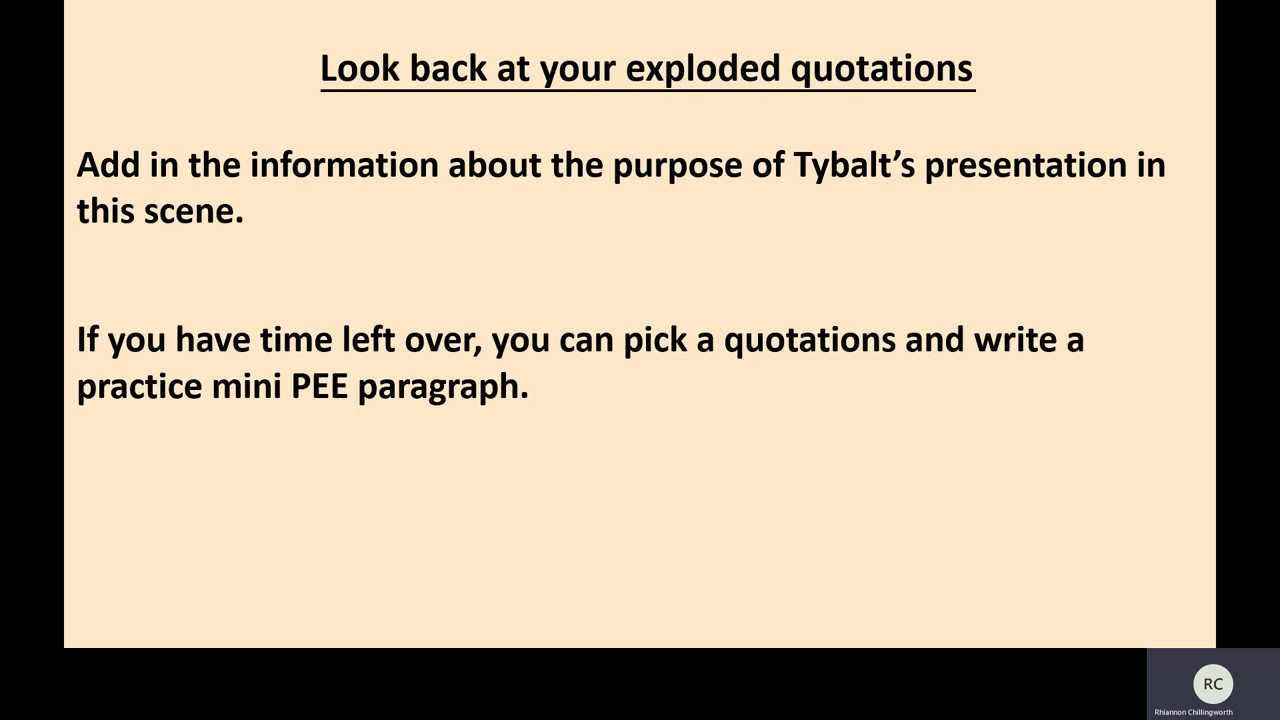 Look back at your exploded quotations
Add in the information about the purpose of Tybalt’s presentation in
this scene.
If you have time left over, you can pick a quotations and write a
practice mini PEE paragraph.
RC
Rhiannon Chillingworth